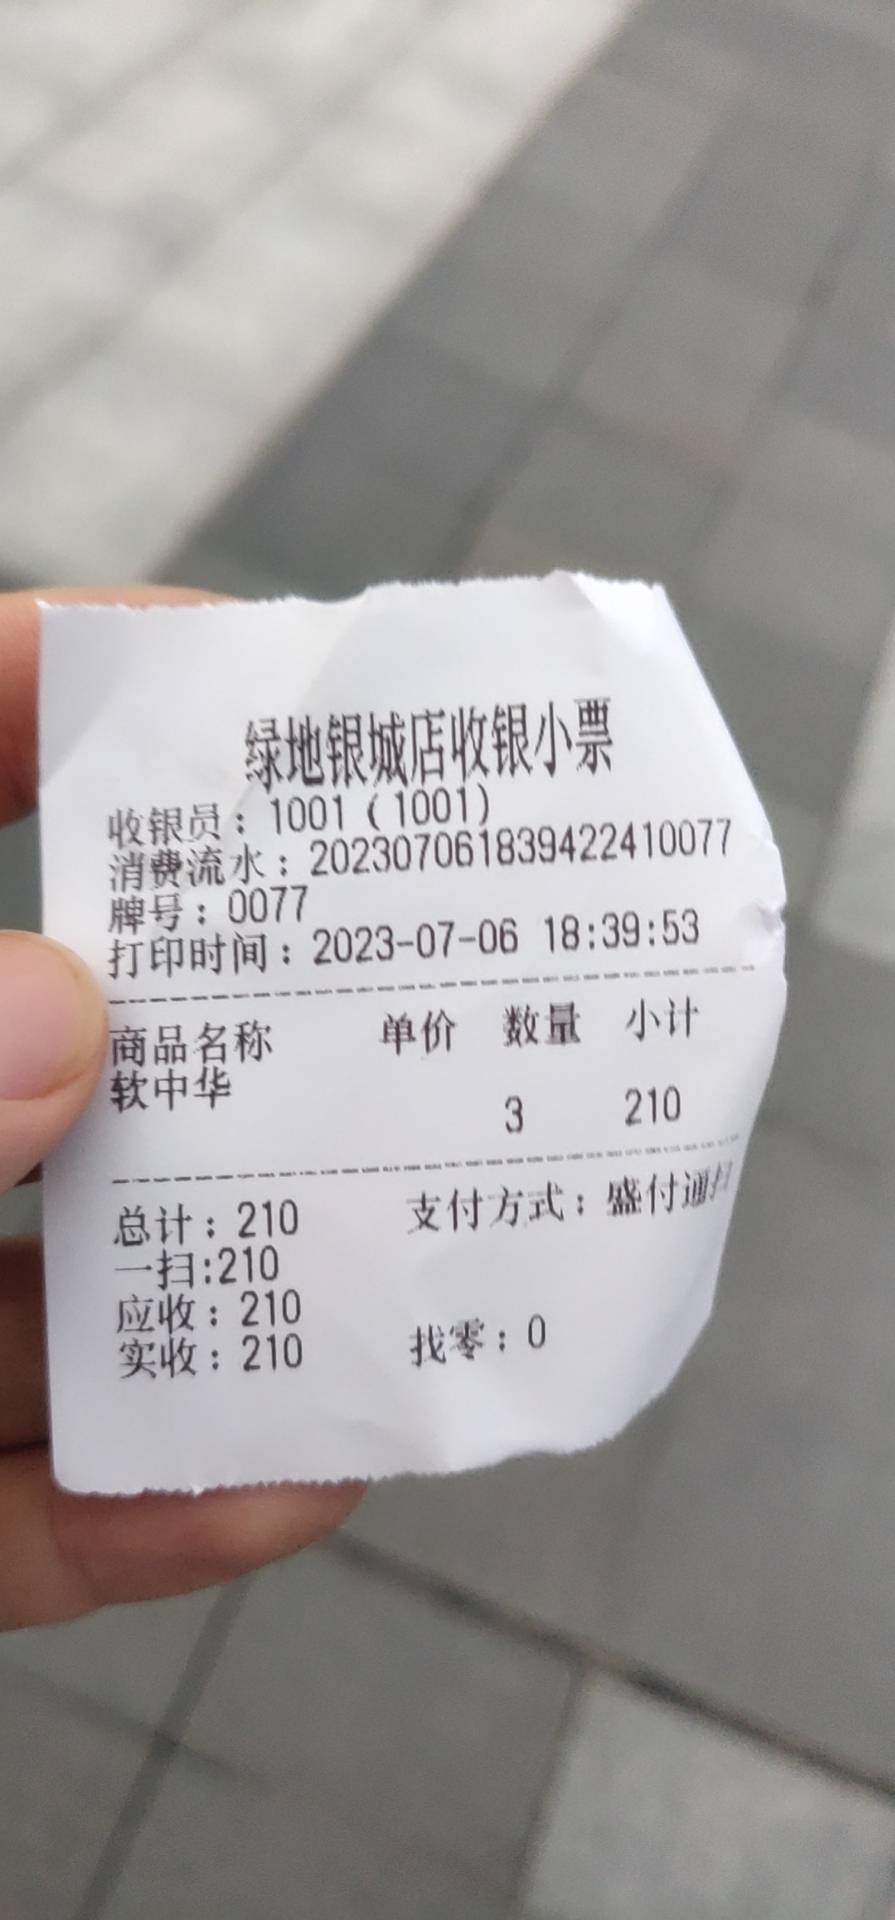 绿地银城店收银小票
收银员：1001（1001）
消费流水：202307061839422410077
牌号：0077
打印时间：2023-07-06 18:39:53
商品名称 单价 数量 小计
软中华
3 210
总计：210 支付方式：盛付通扫
一扫:210
应收：210
实收：210 找零：0